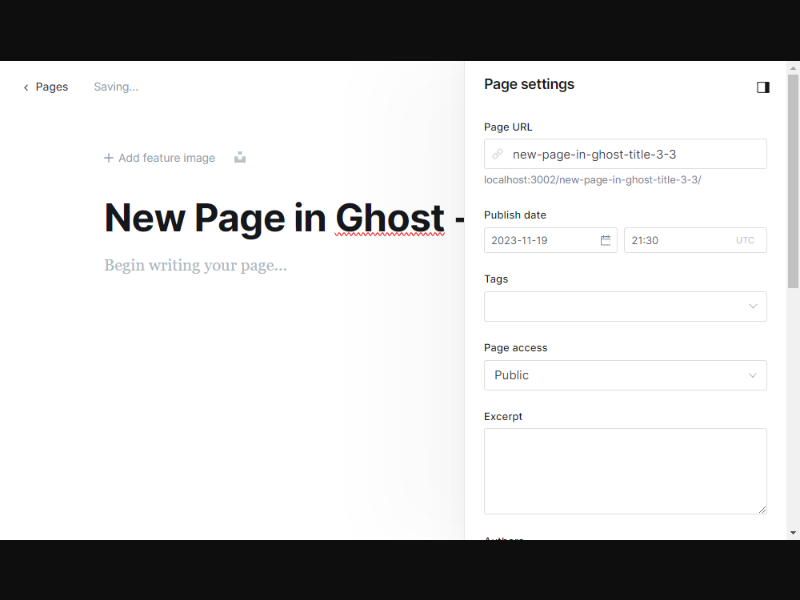 Pages
Saving...
Add feature image
New Page in Ghost -
Begin writing your page...
Page settings
Page URL
new-page-in-ghost-title-3-3
localhost:3002/new-page-in-ghost-title-3-3/
Publish date
2023-11-19
21:30
UTC
Tags
Page access
Public
Excerpt
Authors